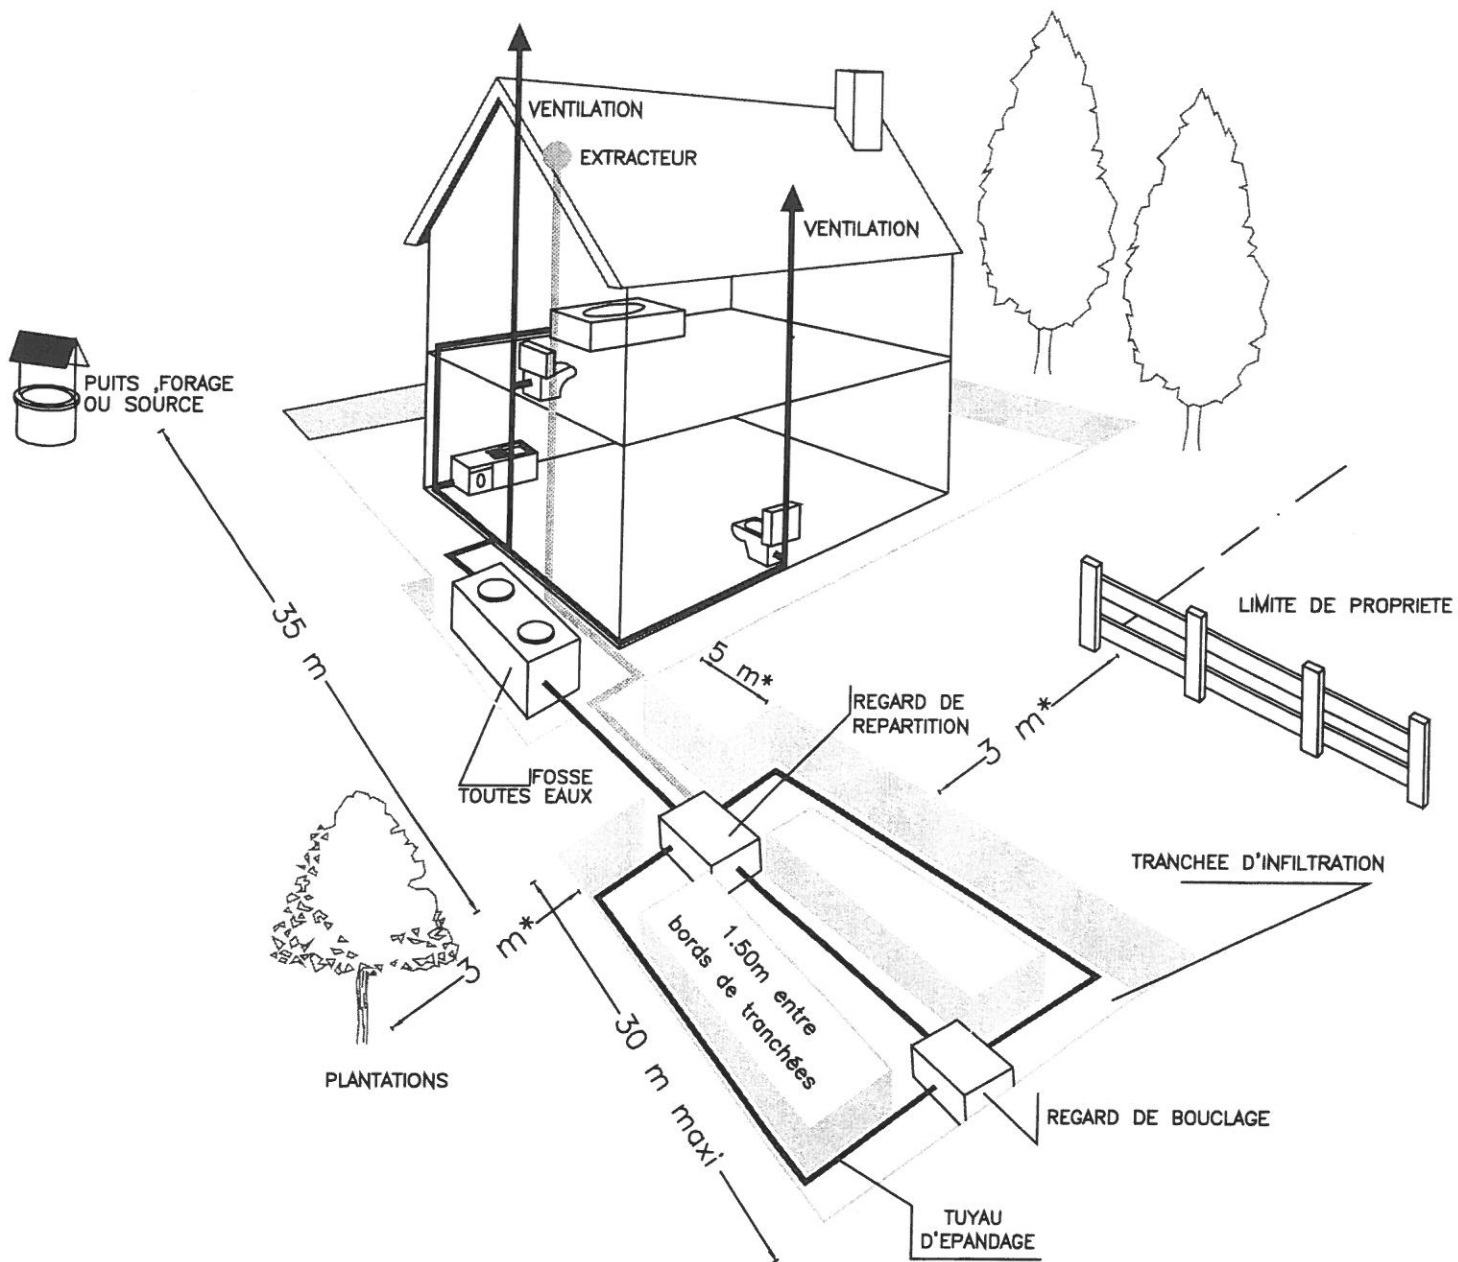 VENTILATION
EXTRACTEUR
VENTILATION
PUITS ,FORAGE
OU SOURCE
35 m
LIMITE DE PROPRIETE
5 m*
REGARD DE
REPARTITION
3 m*
FOSSE
TOUTES EAUX
TRANCHEE D'INFILTRATION
3 m*
1.50m entre
bords de tranchées
30 m maxi
PLANTATIONS
REGARD DE BOUCLAGE
TUYAU
D'EPANDAGE